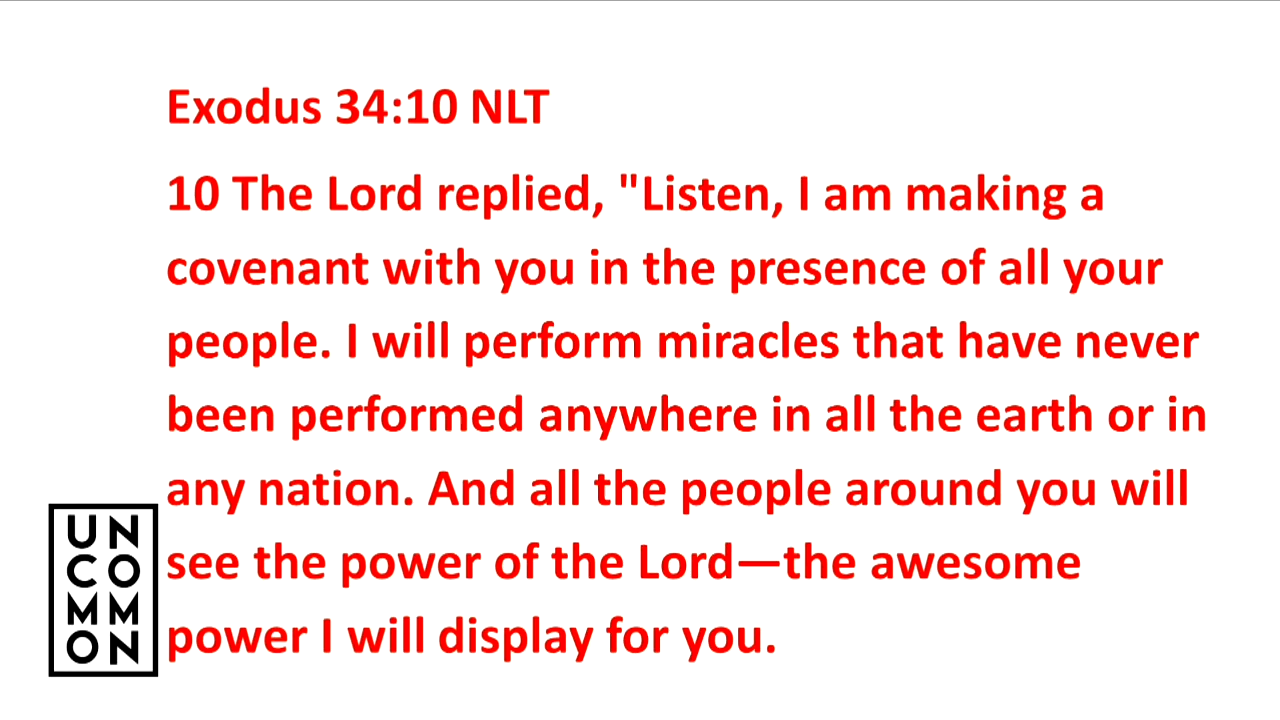 Exodus 34:10 NLT
10 The Lord replied, "Listen, I am making a
covenant with you in the presence of all your
people. I will perform miracles that have never
been performed anywhere in all the earth or in
any nation. And all the people around you will
see the power of the Lord—the awesome
power I will display for you.
UN
CO
MM
ON